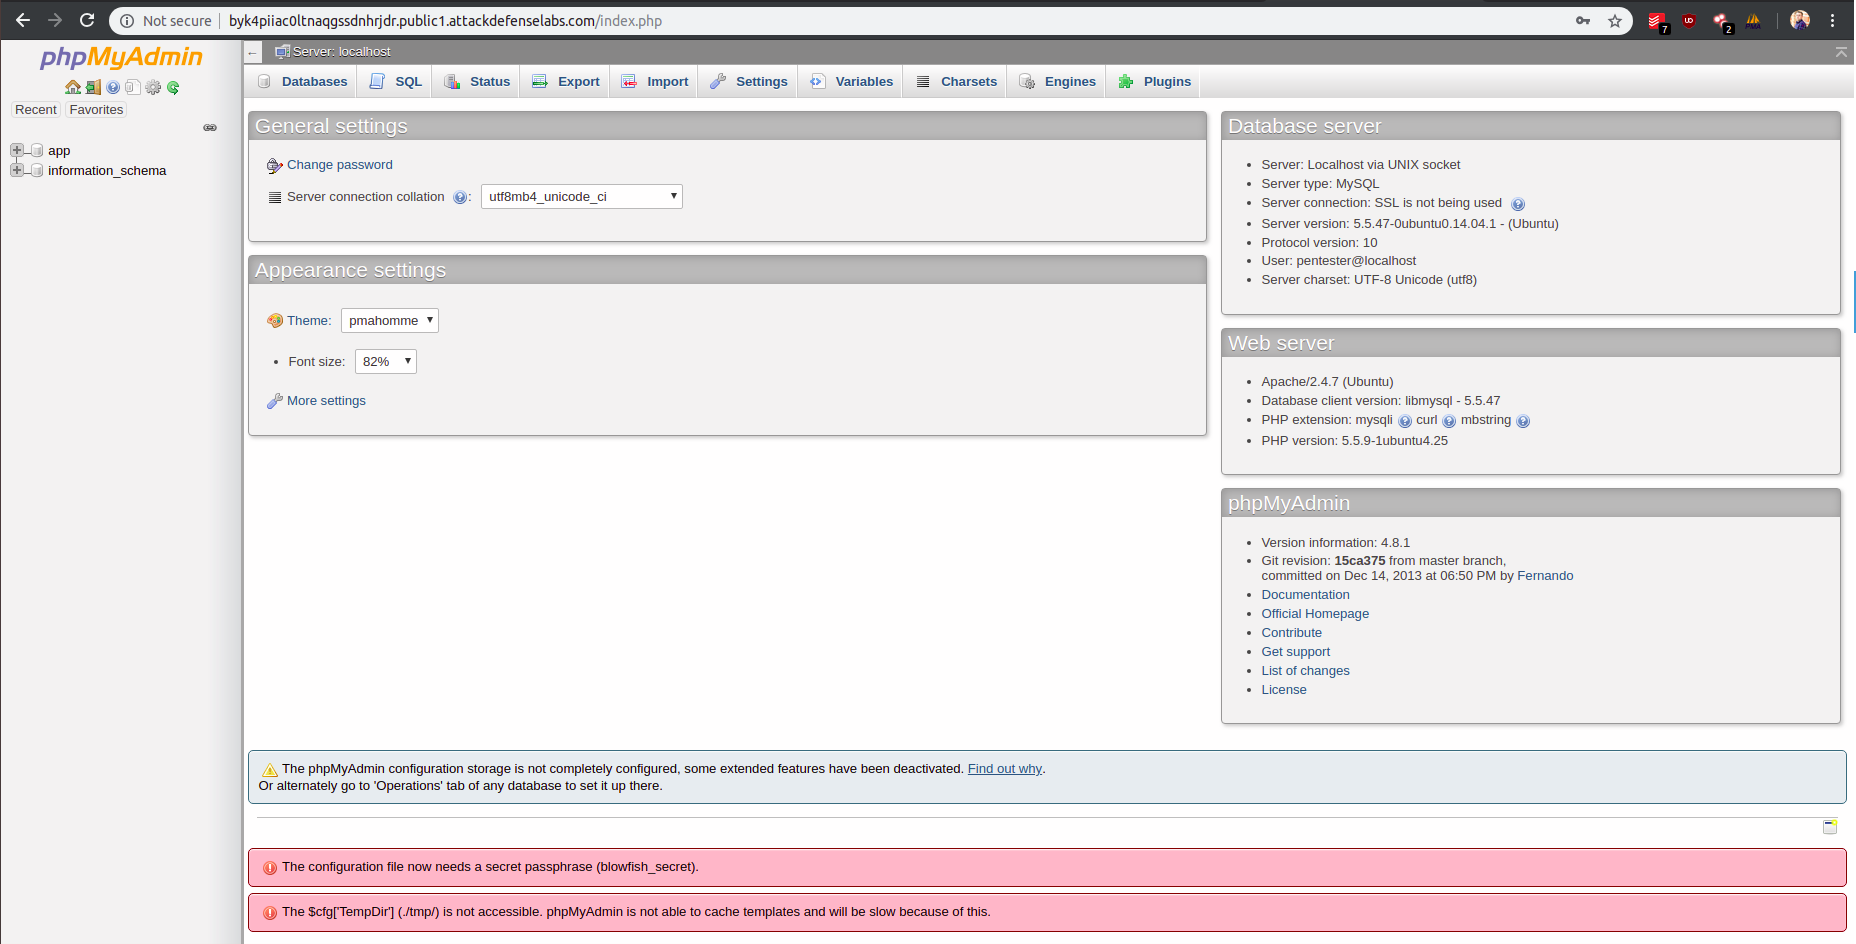 Not secure | byk4piiac0ltnaqgssdnhrjdr.public1.attackdefenselabs.com/index.php
7
2
phpMyAdmin
Recent Favorites
app
information_schema
← Server: localhost
Databases SQL Status Export Import Settings Variables Charsets Engines Plugins
General settings
Change password
Server connection collation : utf8mb4_unicode_ci
Appearance settings
Theme: pmahomme
Font size: 82%
More settings
Database server
Server: Localhost via UNIX socket
Server type: MySQL
Server connection: SSL is not being used
Server version: 5.5.47-0ubuntu0.14.04.1 - (Ubuntu)
Protocol version: 10
User: pentester@localhost
Server charset: UTF-8 Unicode (utf8)
Web server
Apache/2.4.7 (Ubuntu)
Database client version: libmysql - 5.5.47
PHP extension: mysqli curl mbstring
PHP version: 5.5.9-1ubuntu4.25
phpMyAdmin
Version information: 4.8.1
Git revision: 15ca375 from master branch,
committed on Dec 14, 2013 at 06:50 PM by Fernando
Documentation
Official Homepage
Contribute
Get support
List of changes
License
The phpMyAdmin configuration storage is not completely configured, some extended features have been deactivated. Find out why.
Or alternately go to 'Operations' tab of any database to set it up there.
The configuration file now needs a secret passphrase (blowfish_secret).
The $cfg['TempDir'] (./tmp/) is not accessible. phpMyAdmin is not able to cache templates and will be slow because of this.